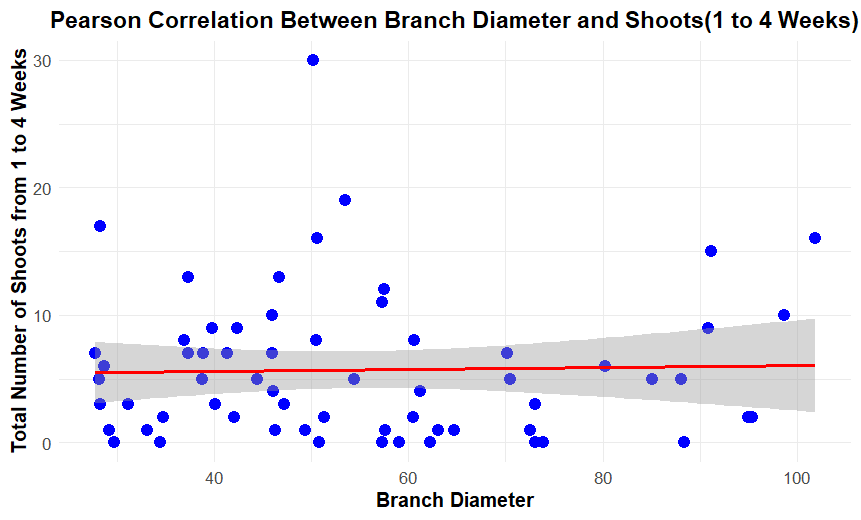 Pearson Correlation Between Branch Diameter and Shoots(1 to 4 Weeks)
Total Number of Shoots from 1 to 4 Weeks
30
20
10
0
40
60
80
100
Branch Diameter